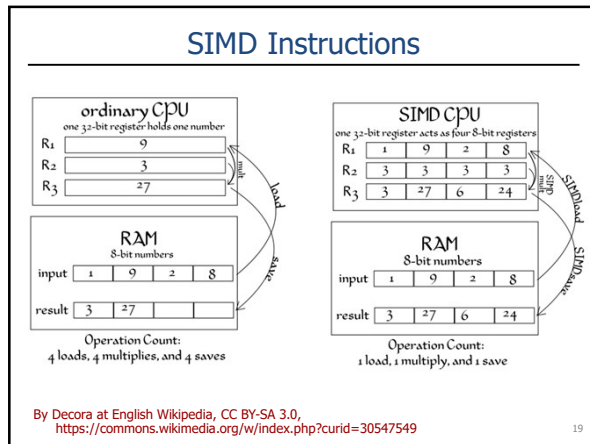 SIMD Instructions
ordinary CPU
one 32-bit register holds one number
R1 9
R2 3
R3 27
mult
load
save
RAM
8-bit numbers
input 1 9 2 8
result 3 27
Operation Count:
4 loads, 4 multiplies, and 4 saves
SIMD CPU
one 32-bit register acts as four 8-bit registers
R1 1 9 2 8
R2 3 3 3 3
R3 3 27 6 24
SIMD mult
SIMDload
SIMDsave
RAM
8-bit numbers
input 1 9 2 8
result 3 27 6 24
Operation Count:
1 load, 1 multiply, and 1 save
By Decora at English Wikipedia, CC BY-SA 3.0,
https://commons.wikimedia.org/w/index.php?curid=30547549
19